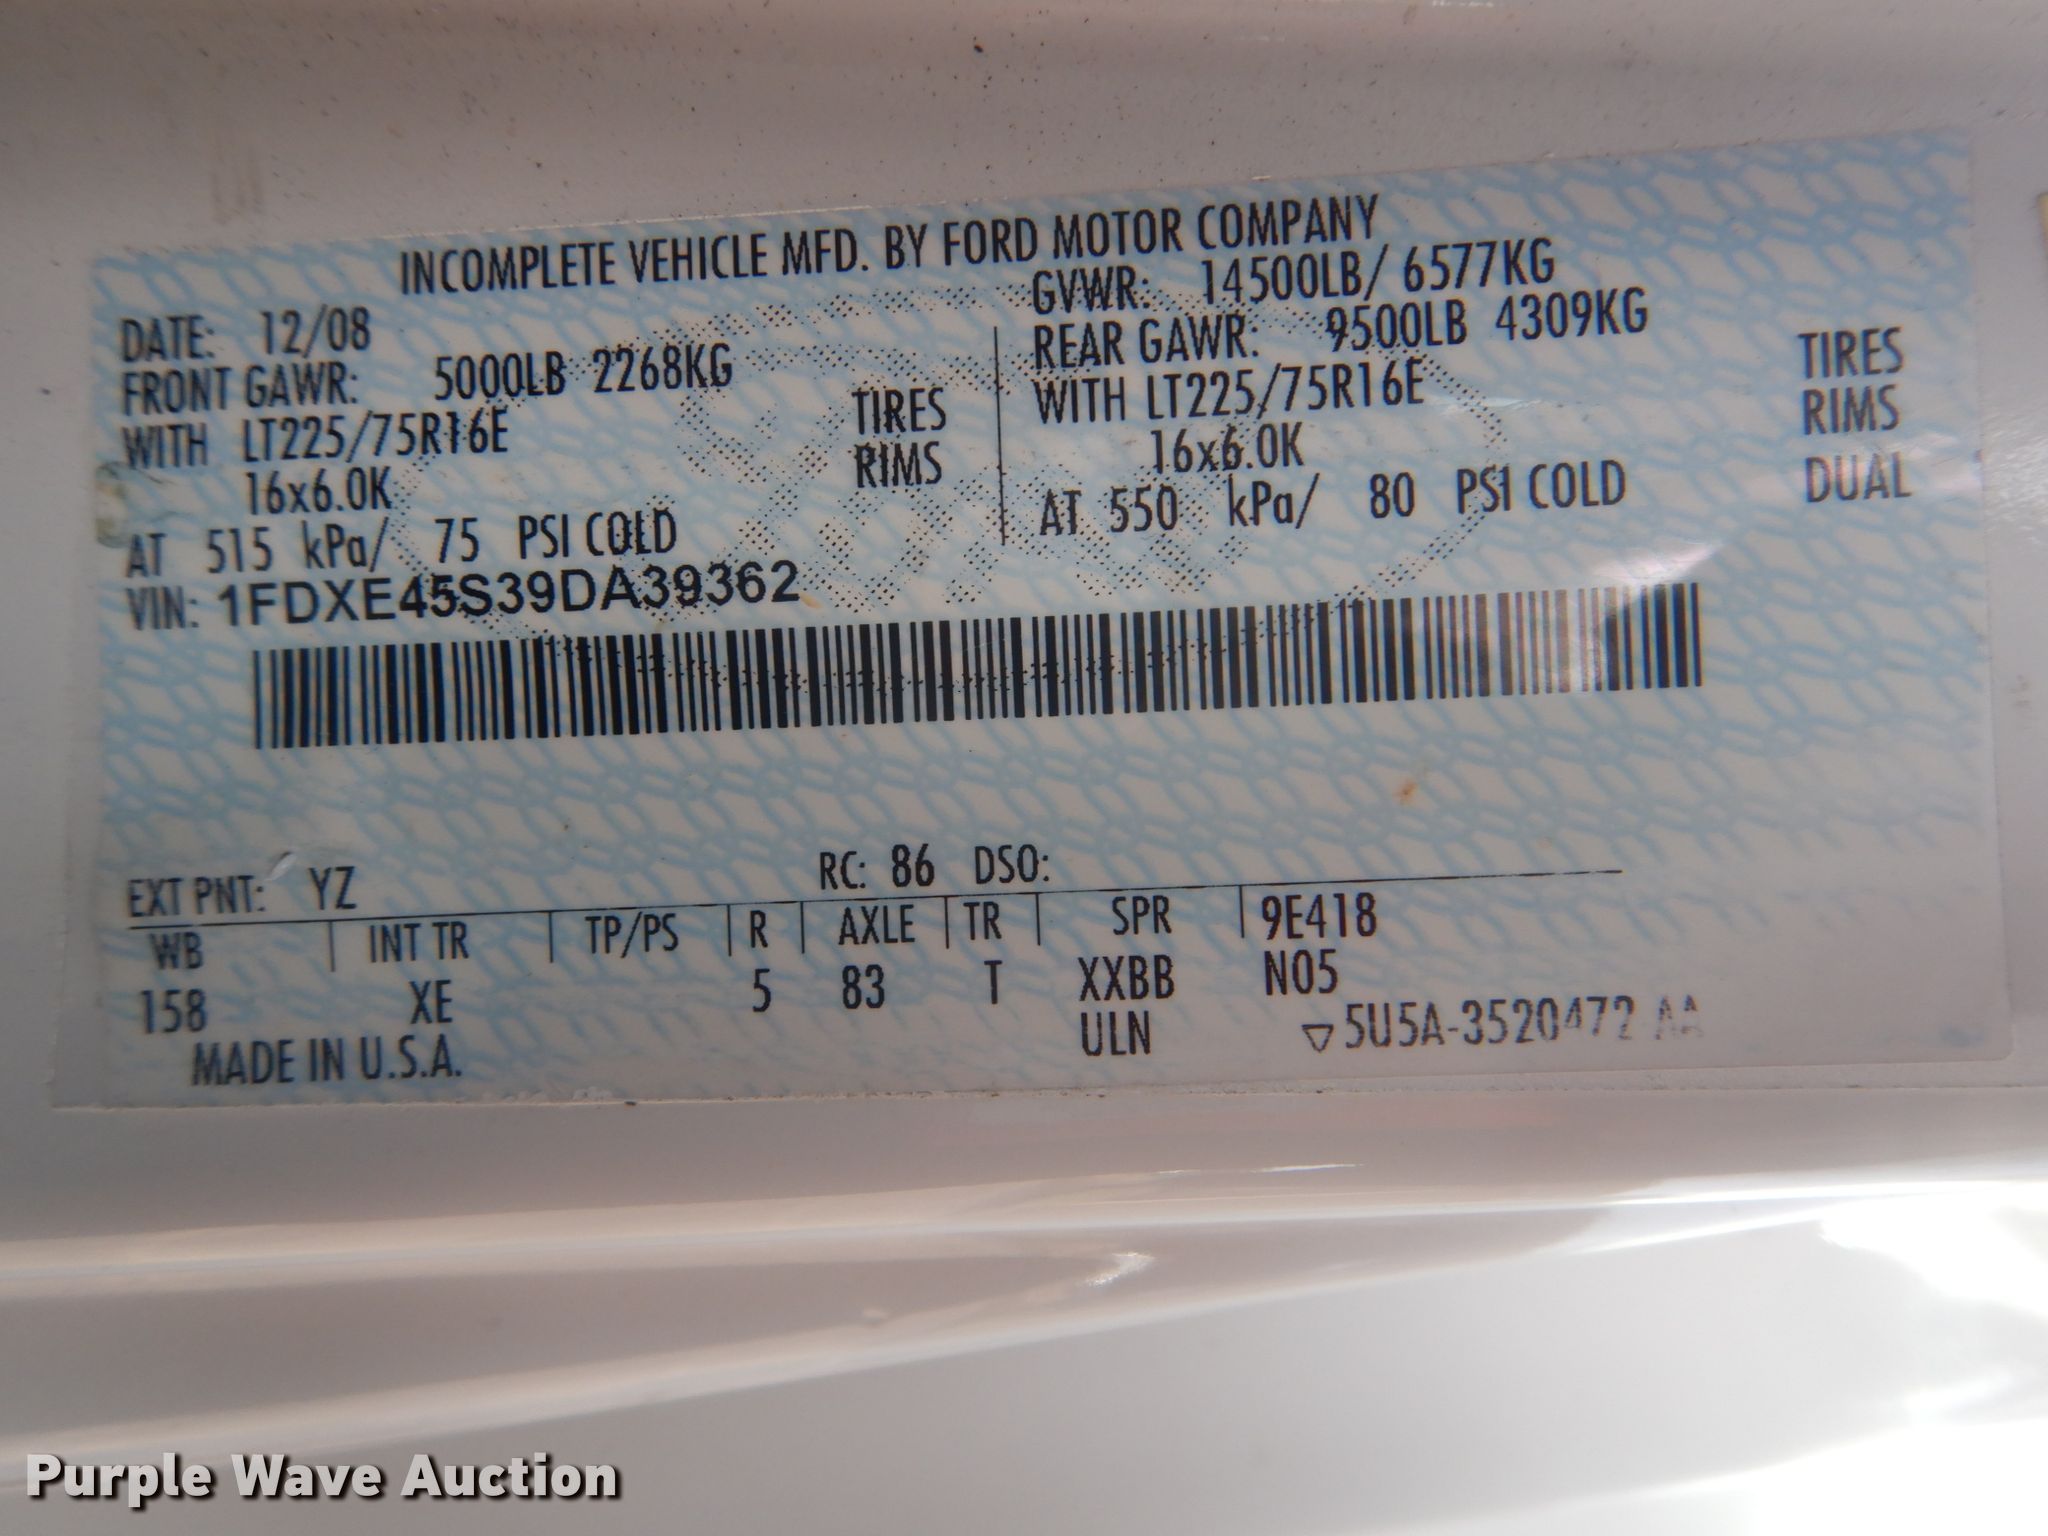 INCOMPLETE VEHICLE MFD. BY FORD MOTOR COMPANY
DATE: 12/08 GVWR: 14500LB/ 6577KG
FRONT GAWR: 5000LB 2268KG REAR GAWR: 9500LB 4309KG
WITH LT225/75R16E TIRES WITH LT225/75R16E TIRES
16x6.0K RIMS 16x6.0K RIMS
AT 515 kPa/ 75 PSI COLD AT 550 kPa/ 80 PSI COLD DUAL
VIN: 1FDXE45S39DA39362
EXT PNT: YZ RC: 86 DSO:
WB INT TR TP/PS R AXLE TR SPR 9E418
158 XE 5 83 T XXBB N05
MADE IN U.S.A. ULN ▽5U5A-3520472 AA
Purple Wave Auction